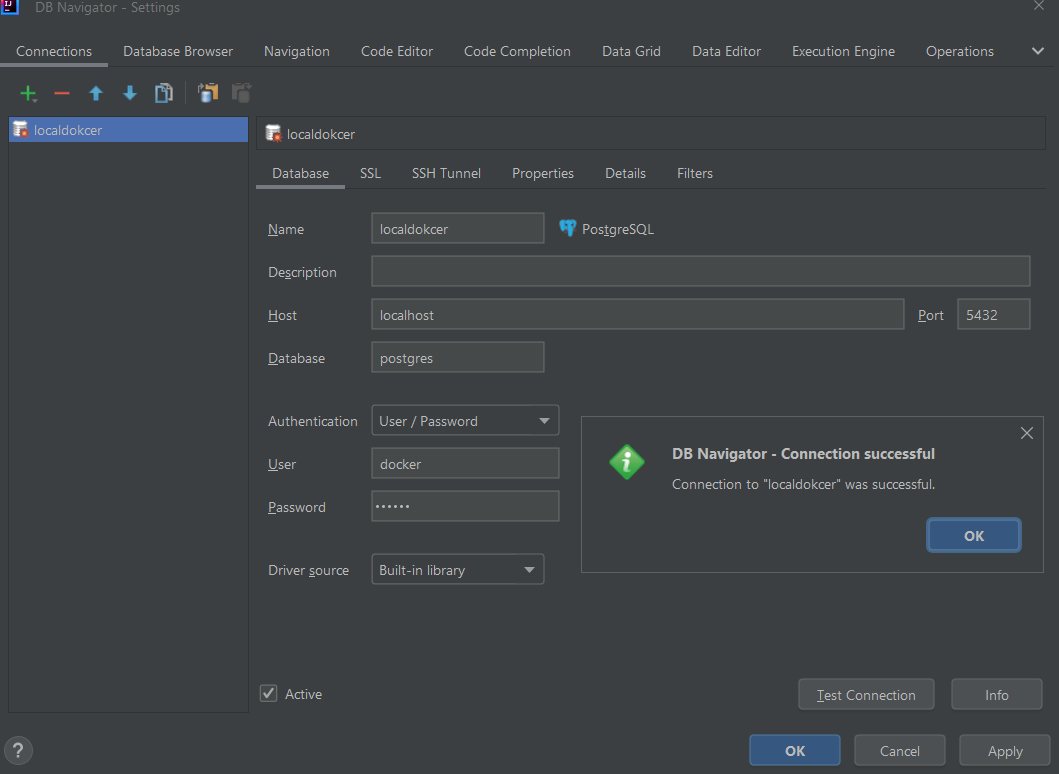 DB Navigator - Settings
Connections Database Browser Navigation Code Editor Code Completion Data Grid Data Editor Execution Engine Operations
localdokcer
localdokcer
Database SSL SSH Tunnel Properties Details Filters
Name localdokcer PostgreSQL
Description
Host localhost Port 5432
Database postgres
Authentication User / Password
User docker
Password ••••••
Driver source Built-in library
DB Navigator - Connection successful
Connection to "localdokcer" was successful.
OK
Active
Test Connection Info
? OK Cancel Apply